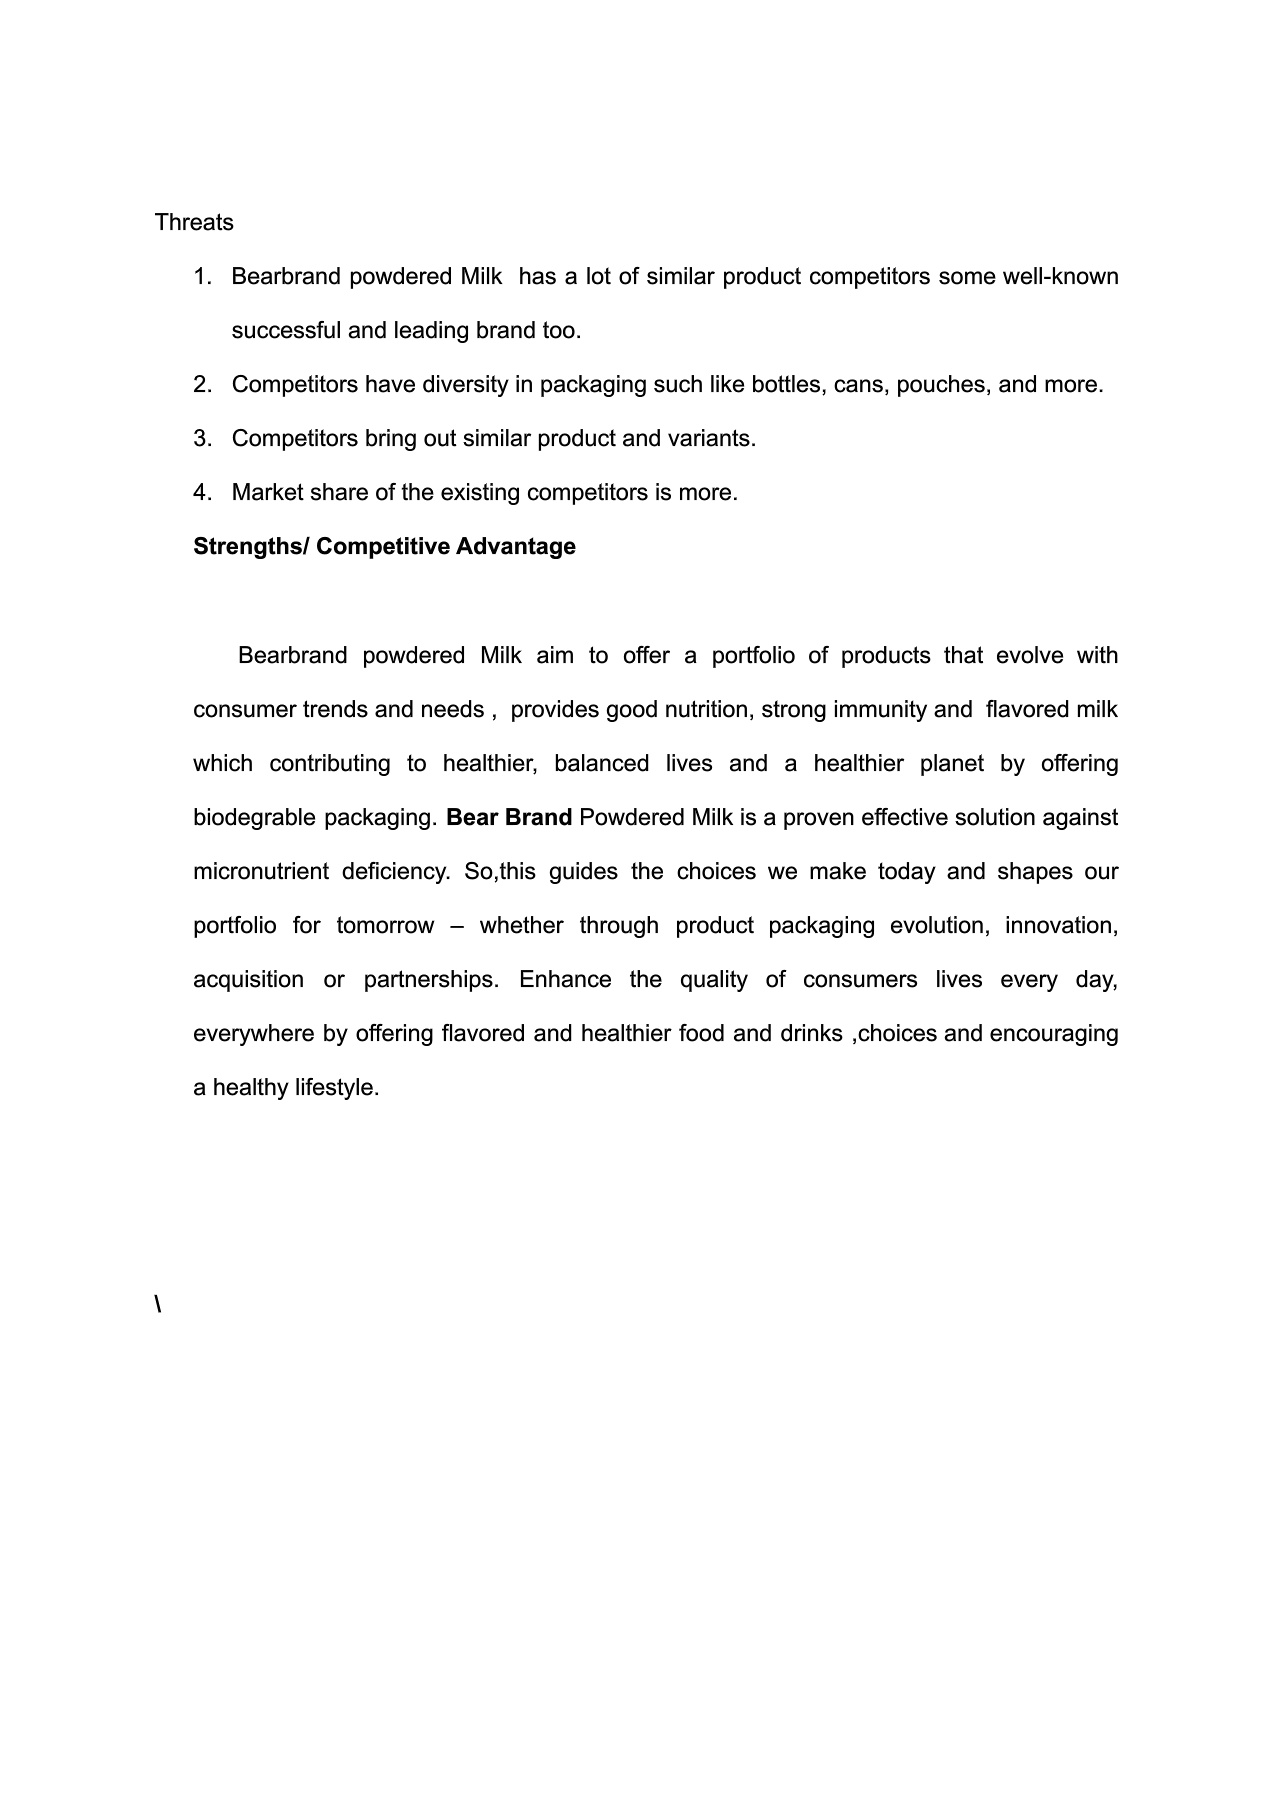 Threats
1. Bearbrand powdered Milk  has a lot of similar product competitors some well-known
successful and leading brand too.
2. Competitors have diversity in packaging such like bottles, cans, pouches, and more.
3. Competitors bring out similar product and variants.
4. Market share of the existing competitors is more.
Strengths/ Competitive Advantage
Bearbrand powdered Milk aim to offer a portfolio of products that evolve with
consumer trends and needs ,  provides good nutrition, strong immunity and  flavored milk
which contributing to healthier, balanced lives and a healthier planet by offering
biodegrable packaging. Bear Brand Powdered Milk is a proven effective solution against
micronutrient deficiency. So,this guides the choices we make today and shapes our
portfolio for tomorrow – whether through product packaging evolution, innovation,
acquisition or partnerships. Enhance the quality of consumers lives every day,
everywhere by offering flavored and healthier food and drinks ,choices and encouraging
a healthy lifestyle.
\